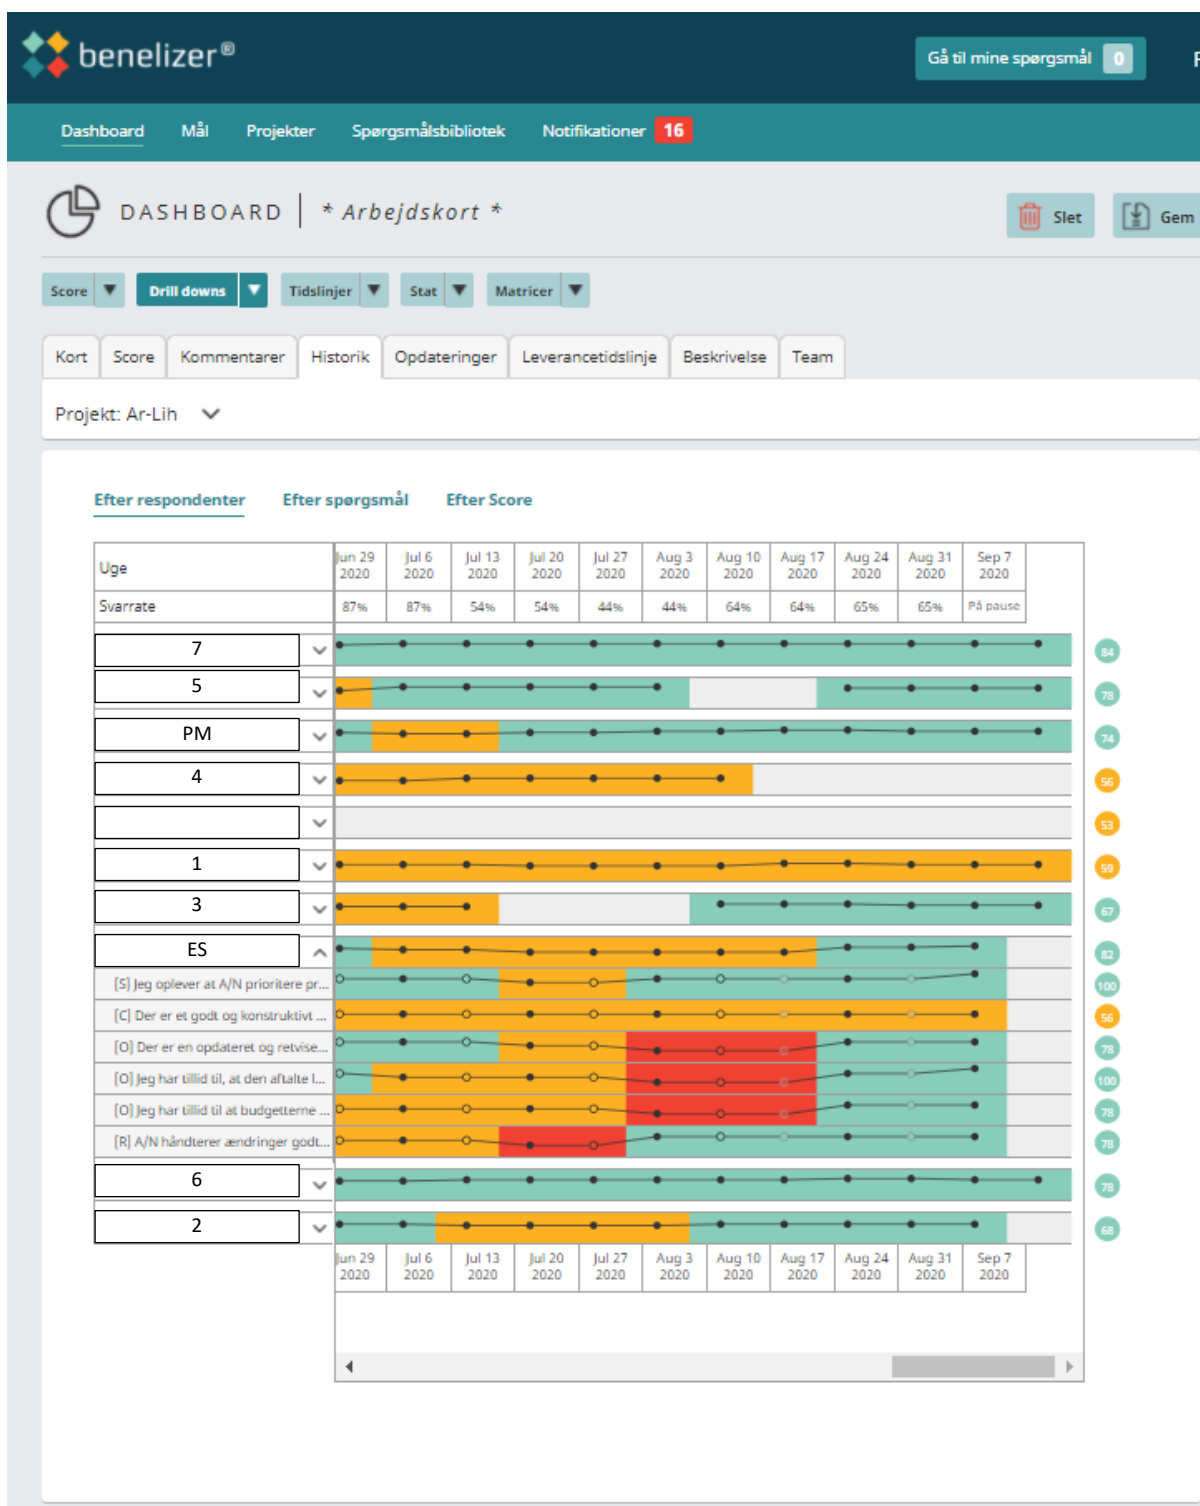 benelizer®
Gå til mine spørgsmål 0
Dashboard Mål Projekter Spørgsmålsbibliotek Notifikationer 16
DASHBOARD | * Arbejdskort *
Slet Gem
Score Drill downs Tidslinjer Stat Matricer
Kort Score Kommentarer Historik Opdateringer Leverancetidslinje Beskrivelse Team
Projekt: Ar-Lih
Efter respondenter Efter spørgsmål Efter Score
Uge Jun 29 2020 Jul 6 2020 Jul 13 2020 Jul 20 2020 Jul 27 2020 Aug 3 2020 Aug 10 2020 Aug 17 2020 Aug 24 2020 Aug 31 2020 Sep 7 2020
Svarrate 87% 87% 54% 54% 44% 44% 64% 64% 65% 65% På pause
7 84
5 78
PM 74
4 56
53
1 59
3 67
ES 82
[S] Jeg oplever at A/N prioritere pr... 100
[C] Der er et godt og konstruktivt ... 56
[O] Der er en opdateret og retvise... 78
[O] Jeg har tillid til, at den aftalte l... 100
[O] Jeg har tillid til at budgetterne ... 78
[R] A/N håndterer ændringer godt... 78
6 78
2 68
Jun 29 2020 Jul 6 2020 Jul 13 2020 Jul 20 2020 Jul 27 2020 Aug 3 2020 Aug 10 2020 Aug 17 2020 Aug 24 2020 Aug 31 2020 Sep 7 2020